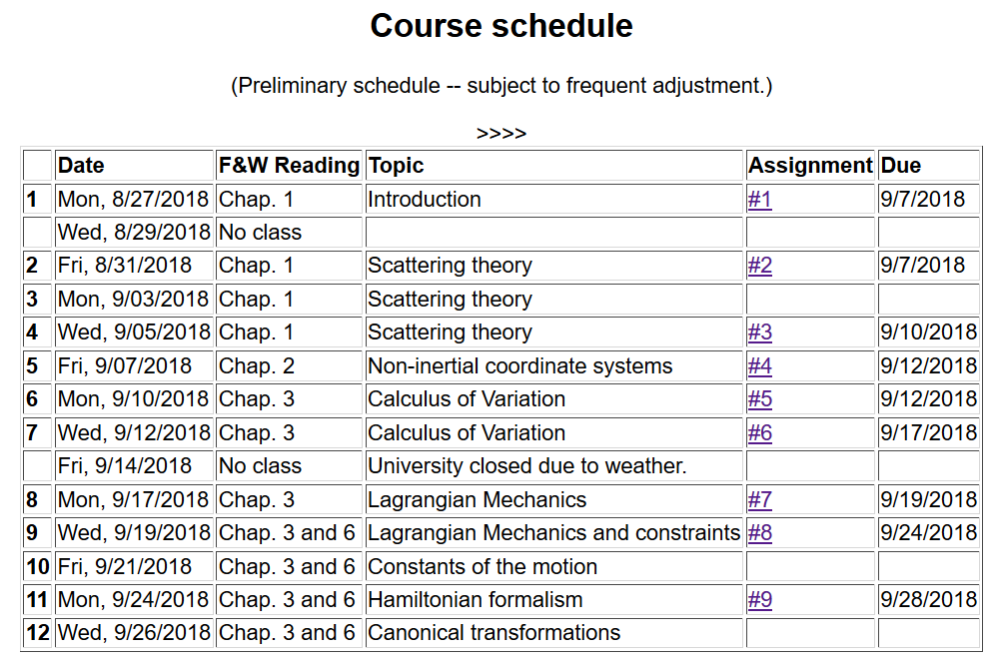 Course schedule
(Preliminary schedule -- subject to frequent adjustment.)
>>>>
Date F&W Reading Topic Assignment Due
1 Mon, 8/27/2018 Chap. 1 Introduction #1 9/7/2018
Wed, 8/29/2018 No class
2 Fri, 8/31/2018 Chap. 1 Scattering theory #2 9/7/2018
3 Mon, 9/03/2018 Chap. 1 Scattering theory
4 Wed, 9/05/2018 Chap. 1 Scattering theory #3 9/10/2018
5 Fri, 9/07/2018 Chap. 2 Non-inertial coordinate systems #4 9/12/2018
6 Mon, 9/10/2018 Chap. 3 Calculus of Variation #5 9/12/2018
7 Wed, 9/12/2018 Chap. 3 Calculus of Variation #6 9/17/2018
Fri, 9/14/2018 No class University closed due to weather.
8 Mon, 9/17/2018 Chap. 3 Lagrangian Mechanics #7 9/19/2018
9 Wed, 9/19/2018 Chap. 3 and 6 Lagrangian Mechanics and constraints #8 9/24/2018
10 Fri, 9/21/2018 Chap. 3 and 6 Constants of the motion
11 Mon, 9/24/2018 Chap. 3 and 6 Hamiltonian formalism #9 9/28/2018
12 Wed, 9/26/2018 Chap. 3 and 6 Canonical transformations